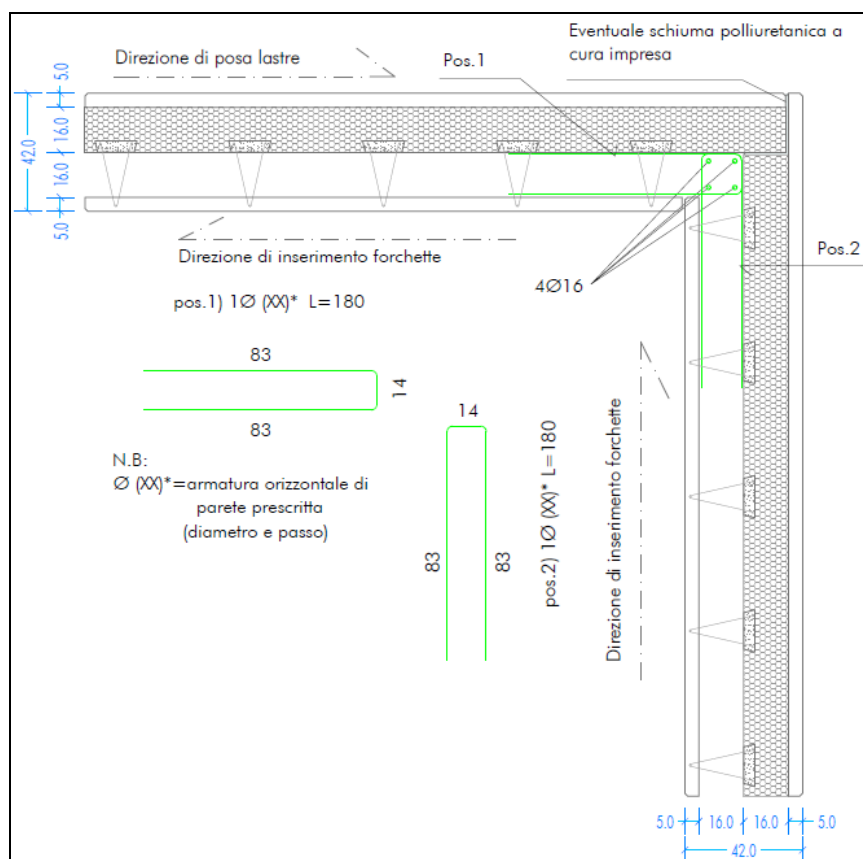 Eventuale schiuma polliuretanica a
cura impresa
Direzione di posa lastre
Pos.1
5.0
16.0
42.0
16.0
5.0
Pos.2
Direzione di inserimento forchette
4Ø16
pos.1) 1Ø (XX)* L=180
83
14
83
14
83
83
pos.2) 1Ø (XX)* L=180
Direzione di inserimento forchette
N.B:
Ø (XX)*=armatura orizzontale di
parete prescritta
(diametro e passo)
5.0 16.0 16.0 5.0
42.0